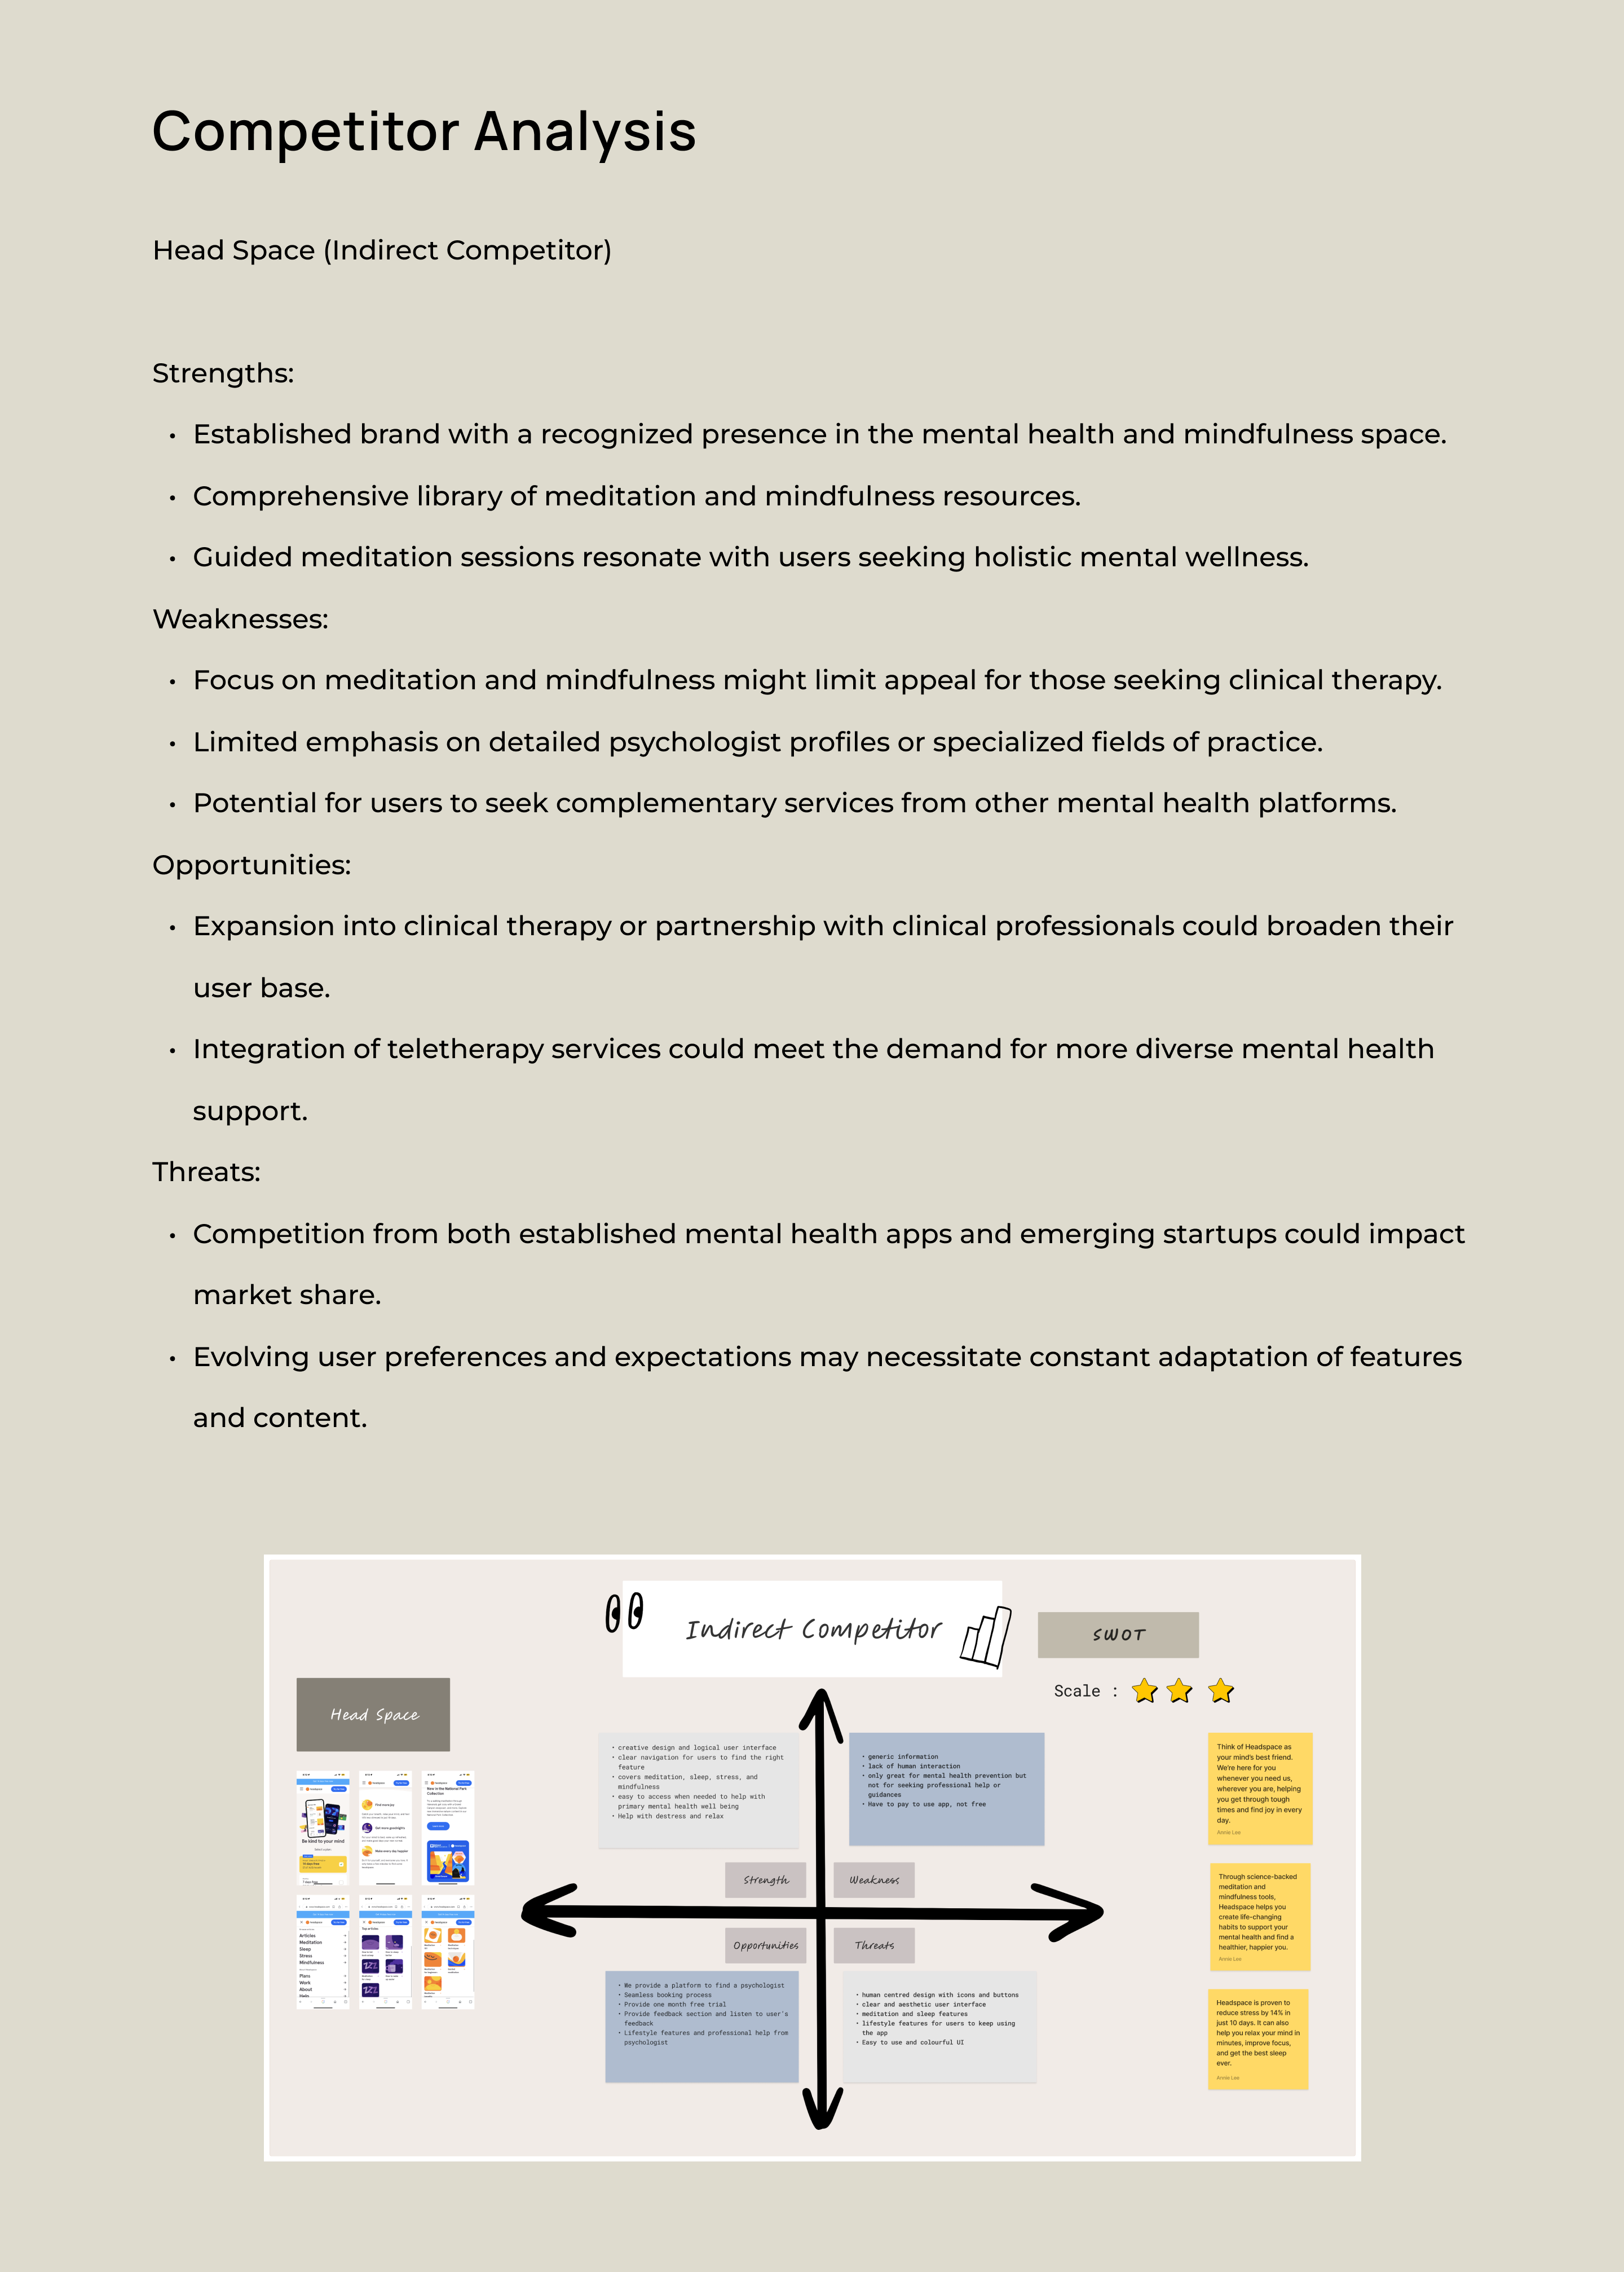 Competitor Analysis
Head Space (Indirect Competitor)
Strengths:
• Established brand with a recognized presence in the mental health and mindfulness space.
• Comprehensive library of meditation and mindfulness resources.
• Guided meditation sessions resonate with users seeking holistic mental wellness.
Weaknesses:
• Focus on meditation and mindfulness might limit appeal for those seeking clinical therapy.
• Limited emphasis on detailed psychologist profiles or specialized fields of practice.
• Potential for users to seek complementary services from other mental health platforms.
Opportunities:
• Expansion into clinical therapy or partnership with clinical professionals could broaden their
user base.
• Integration of teletherapy services could meet the demand for more diverse mental health
support.
Threats:
• Competition from both established mental health apps and emerging startups could impact
market share.
• Evolving user preferences and expectations may necessitate constant adaptation of features
and content.
Indirect Competitor
SWOT
Scale :
Head Space
• creative design and logical user interface
• clear navigation for users to find the right
feature
• covers meditation, sleep, stress, and
mindfulness
• easy to access when needed to help with
primary mental health well being
• Help with destress and relax
• generic information
• lack of human interaction
• only great for mental health prevention but
not for seeking professional help or
guidances
• Have to pay to use app, not free
Strength
Weakness
Opportunities
Threats
• We provide a platform to find a psychologist
• Seamless booking process
• Provide one month free trial
• Provide feedback section and listen to user's
feedback
• Lifestyle features and professional help from
psychologist
• human centred design with icons and buttons
• clear and aesthetic user interface
• meditation and sleep features
• lifestyle features for users to keep using
the app
• Easy to use and colourful UI
Think of Headspace as
your mind's best friend.
We're here for you
whenever you need us,
wherever you are, helping
you get through tough
times and find joy in every
day.
Annie Lee
Through science-backed
meditation and
mindfulness tools,
Headspace helps you
create life-changing
habits to support your
mental health and find a
healthier, happier you.
Annie Lee
Headspace is proven to
reduce stress by 14% in
just 10 days. It can also
help you relax your mind in
minutes, improve focus,
and get the best sleep
ever.
Annie Lee
Be kind to your mind
New in the National Park
Collection
Articles
Meditation
Sleep
Stress
Mindfulness
Plans
Work
About
Help
Top articles